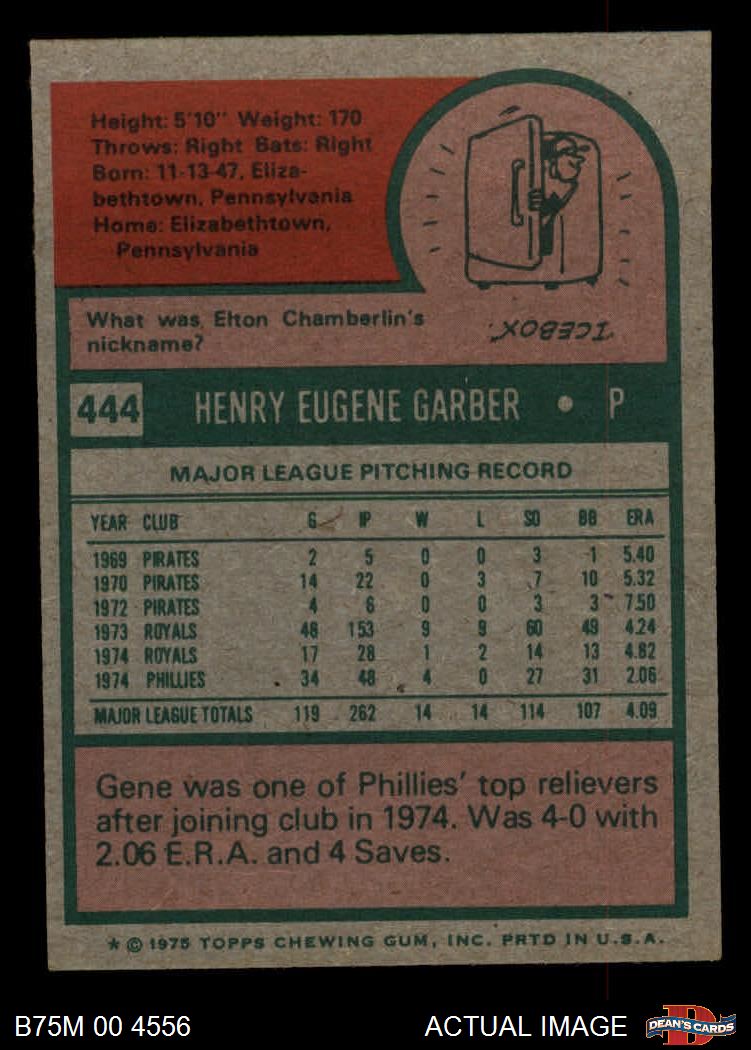 Height: 5'10" Weight: 170
Throws: Right Bats: Right
Born: 11-13-47, Eliza-
bethtown, Pennsylvania
Home: Elizabethtown,
Pennsylvania
What was Elton Chamberlin's
nickname?
"ICEBOX".
444 HENRY EUGENE GARBER • P
MAJOR LEAGUE PITCHING RECORD
YEAR CLUB G IP W L SO BB ERA
1969 PIRATES 2 5 0 0 3 1 5.40
1970 PIRATES 14 22 0 3 7 10 5.32
1972 PIRATES 4 6 0 0 3 3 7.50
1973 ROYALS 48 153 9 9 60 49 4.24
1974 ROYALS 17 28 1 2 14 13 4.82
1974 PHILLIES 34 48 4 0 27 31 2.06
MAJOR LEAGUE TOTALS 119 262 14 14 114 107 4.09
Gene was one of Phillies' top relievers
after joining club in 1974. Was 4-0 with
2.06 E.R.A. and 4 Saves.
* © 1975 TOPPS CHEWING GUM, INC. PRTD IN U.S.A.
B75M 00 4556 ACTUAL IMAGE D DEAN'S CARDS